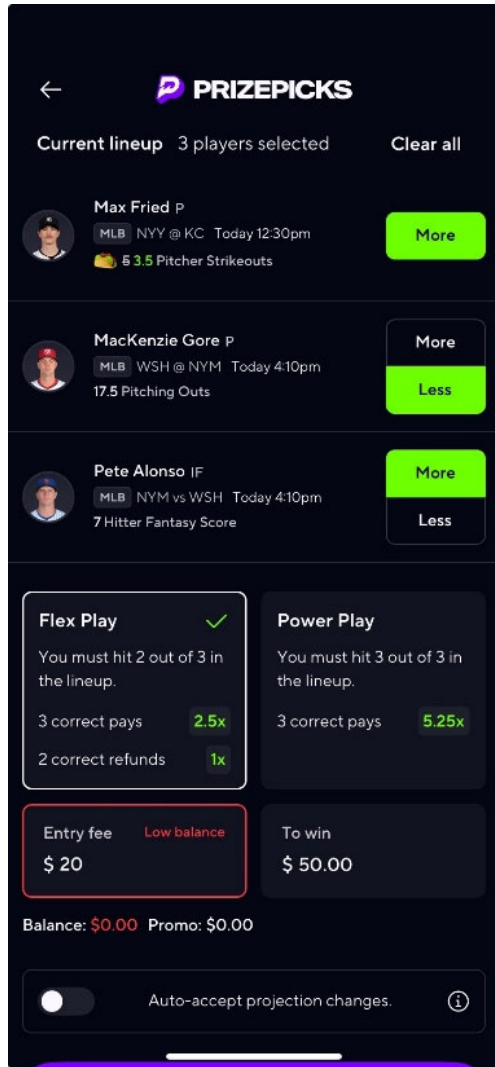 PRIZEPICKS
Current lineup 3 players selected Clear all
Max Fried P
MLB NYY @ KC Today 12:30pm
5 3.5 Pitcher Strikeouts
More
MacKenzie Gore P
MLB WSH @ NYM Today 4:10pm
17.5 Pitching Outs
More
Less
Pete Alonso IF
MLB NYM vs WSH Today 4:10pm
7 Hitter Fantasy Score
More
Less
Flex Play
You must hit 2 out of 3 in
the lineup.
3 correct pays 2.5x
2 correct refunds 1x
Power Play
You must hit 3 out of 3 in
the lineup.
3 correct pays 5.25x
Entry fee Low balance
$ 20
To win
$ 50.00
Balance: $0.00 Promo: $0.00
Auto-accept projection changes.